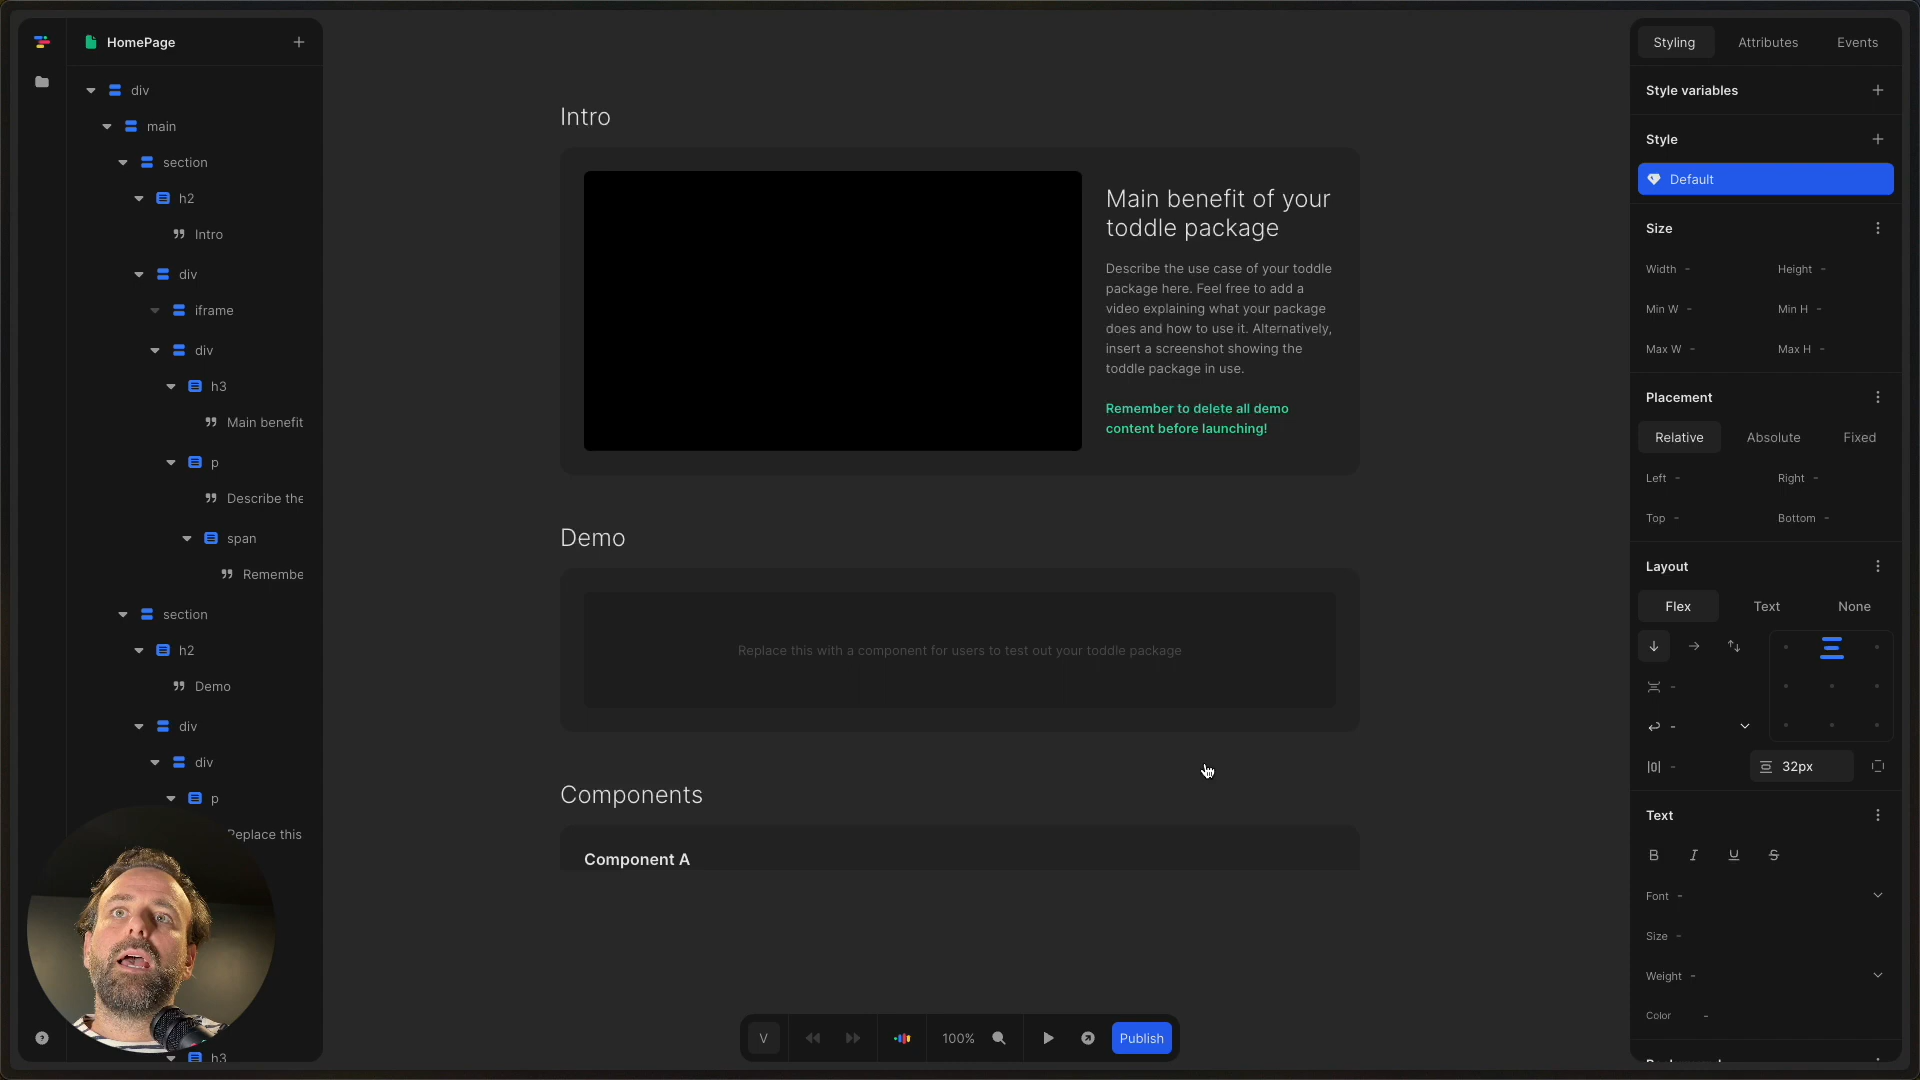 HomePage
div
main
section
h2
Intro
div
iframe
div
h3
Main benefit
p
Describe the
span
Remembe
section
h2
Demo
div
div
p
Replace this
h3
Intro
Main benefit of your
toddle package
Describe the use case of your toddle
package here. Feel free to add a
video explaining what your package
does and how to use it. Alternatively,
insert a screenshot showing the
toddle package in use.
Remember to delete all demo
content before launching!
Demo
Replace this with a component for users to test out your toddle package
Components
Component A
V
100%
Publish
Styling Attributes Events
Style variables
Style
Default
Size
Width - Height -
Min W - Min H -
Max W - Max H -
Placement
Relative Absolute Fixed
Left - Right -
Top - Bottom -
Layout
Flex Text None
-
-
- 32px
Text
B I U S
Font -
Size -
Weight -
Color -